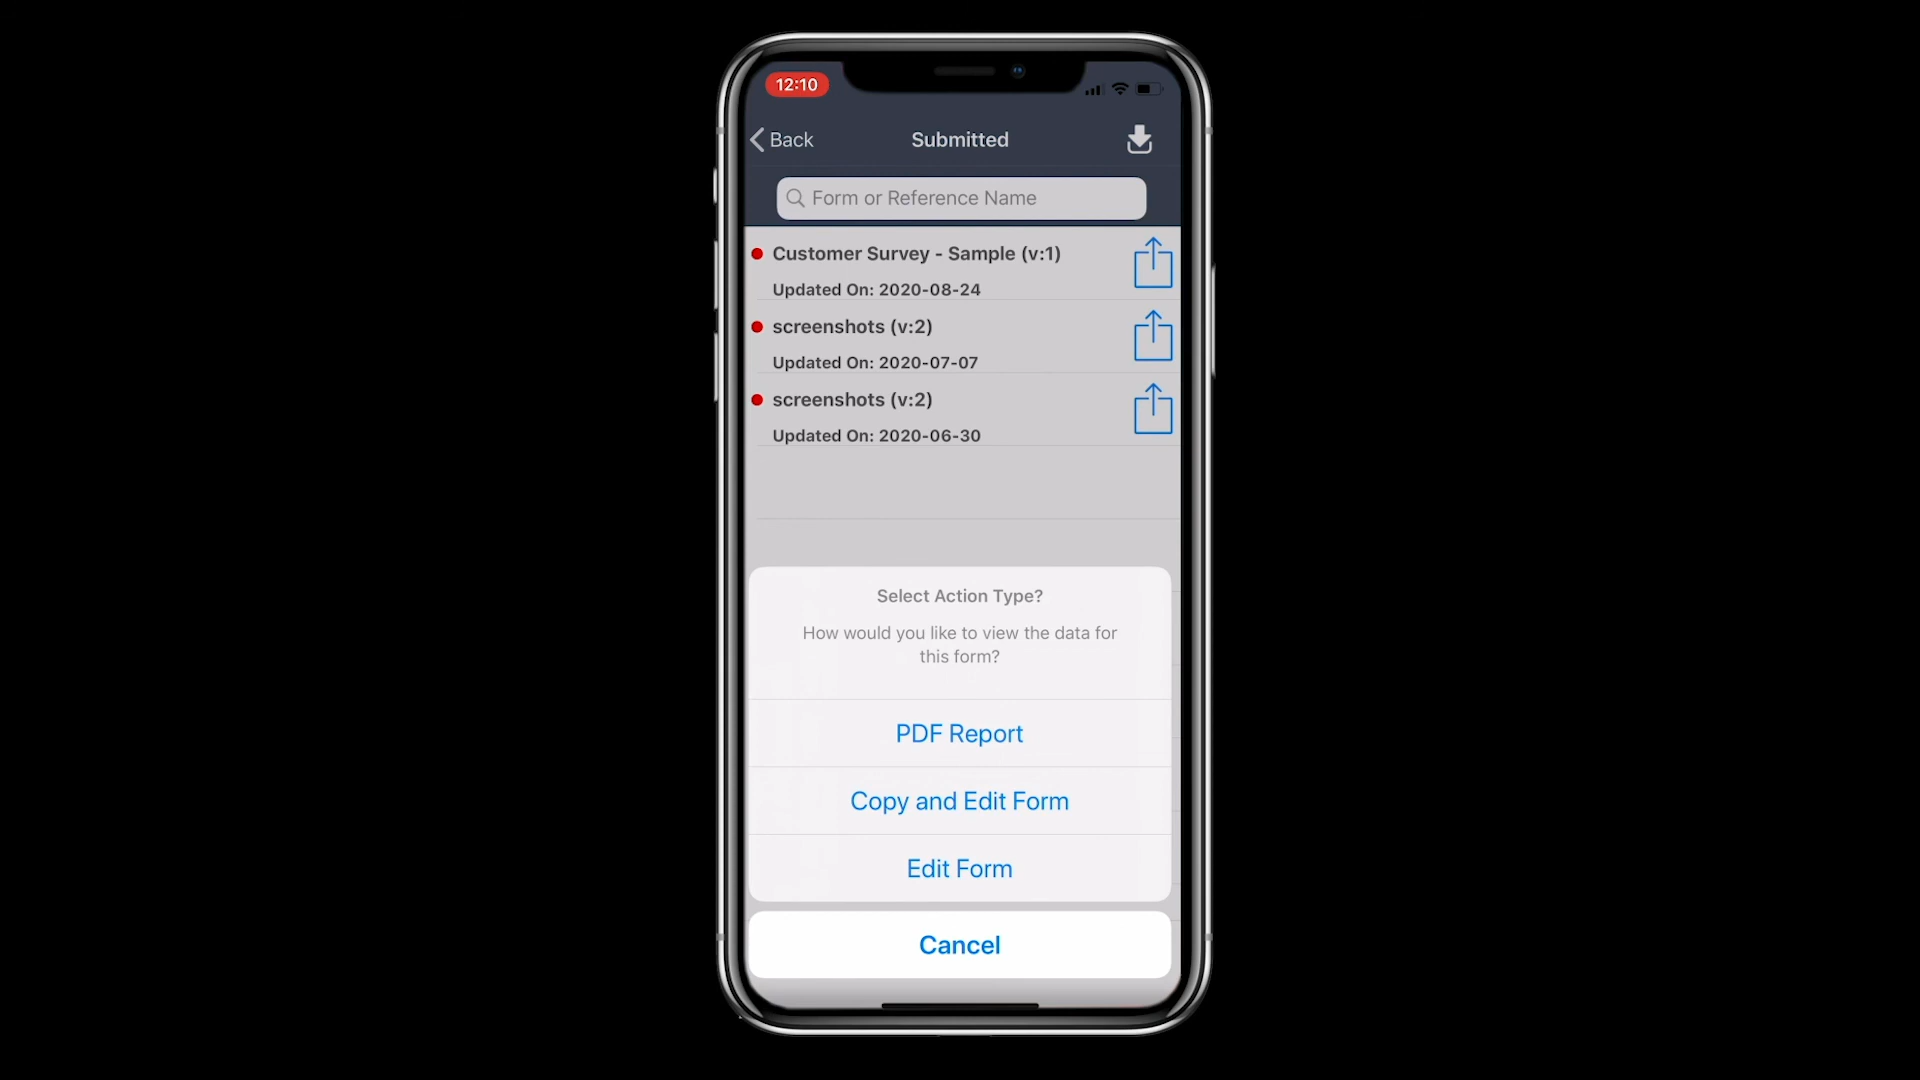 12:10
Back
Submitted
Form or Reference Name
Customer Survey - Sample (v:1)
Updated On: 2020-08-24
screenshots (v:2)
Updated On: 2020-07-07
screenshots (v:2)
Updated On: 2020-06-30
Select Action Type?
How would you like to view the data for
this form?
PDF Report
Copy and Edit Form
Edit Form
Cancel